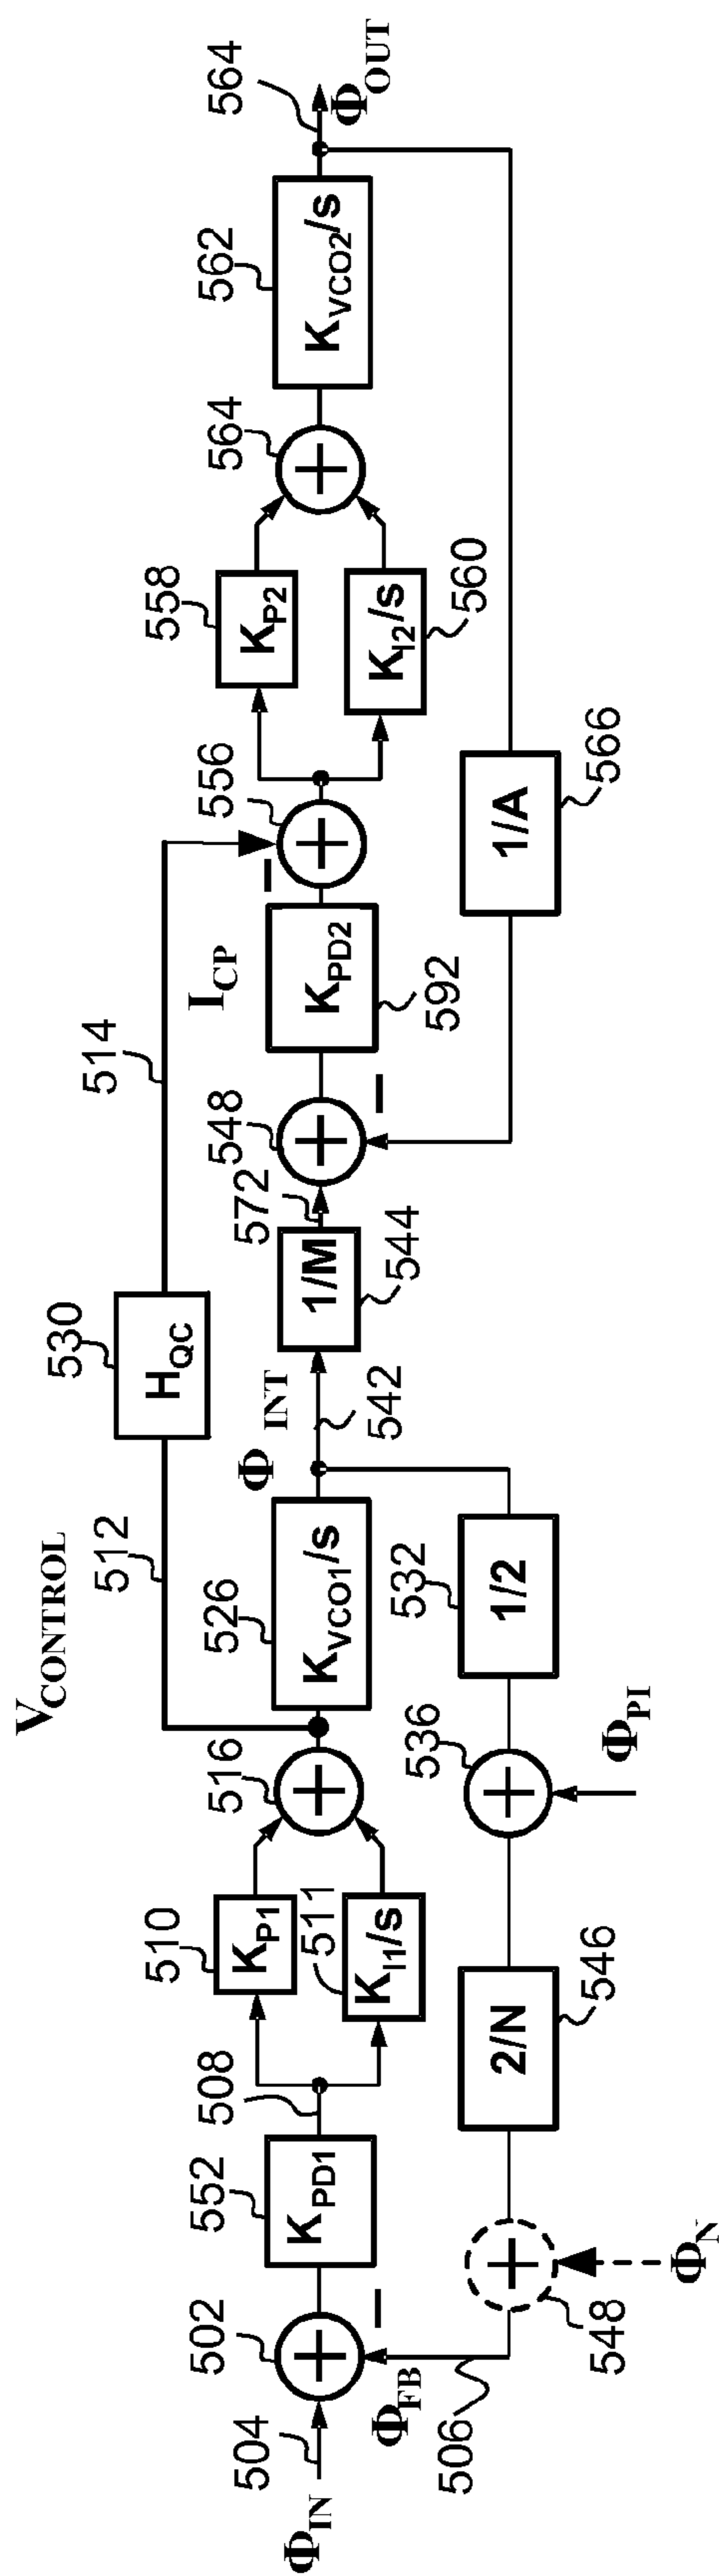 Φ_IN
504
502
Φ_FB
506
552
K_PD1
508
510
K_P1
511
K_I1/s
516
V_CONTROL
512
526
K_VCO1/s
Φ_INT
542
532
1/2
536
Φ_PI
2/N
546
548
Φ_N
530
H_QC
514
1/M
544
572
548
I_CP
K_PD2
592
556
558
K_P2
K_I2/s
560
564
562
K_VCO2/s
564
Φ_OUT
1/A
566
−
−
−
+
+
+
+
+
+
+